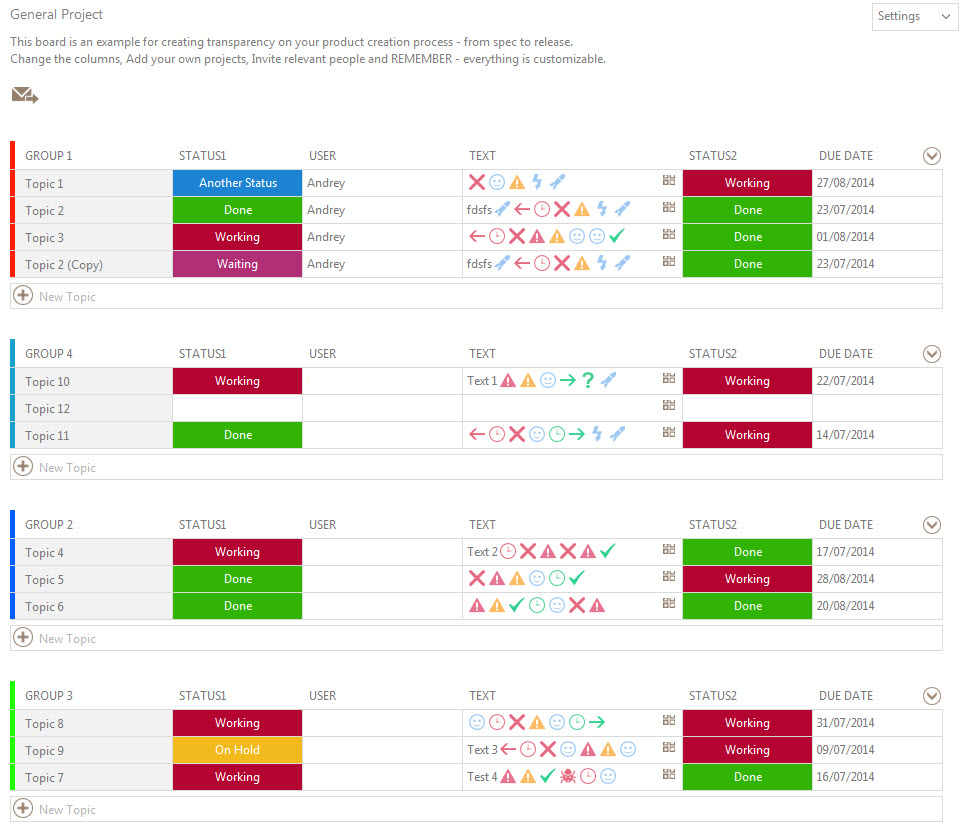 General Project
Settings
This board is an example for creating transparency on your product creation process - from spec to release.
Change the columns, Add your own projects, Invite relevant people and REMEMBER - everything is customizable.
GROUP 1 STATUS1 USER TEXT STATUS2 DUE DATE
Topic 1 Another Status Andrey Working 27/08/2014
Topic 2 Done Andrey fdsfs Done 23/07/2014
Topic 3 Working Andrey Done 01/08/2014
Topic 2 (Copy) Waiting Andrey fdsfs Done 23/07/2014
New Topic
GROUP 4 STATUS1 USER TEXT STATUS2 DUE DATE
Topic 10 Working Text 1 ? Working 22/07/2014
Topic 12
Topic 11 Done Working 14/07/2014
New Topic
GROUP 2 STATUS1 USER TEXT STATUS2 DUE DATE
Topic 4 Working Text 2 Done 17/07/2014
Topic 5 Done Working 28/08/2014
Topic 6 Done Done 20/08/2014
New Topic
GROUP 3 STATUS1 USER TEXT STATUS2 DUE DATE
Topic 8 Working Working 31/07/2014
Topic 9 On Hold Text 3 Working 09/07/2014
Topic 7 Working Test 4 Done 16/07/2014
New Topic